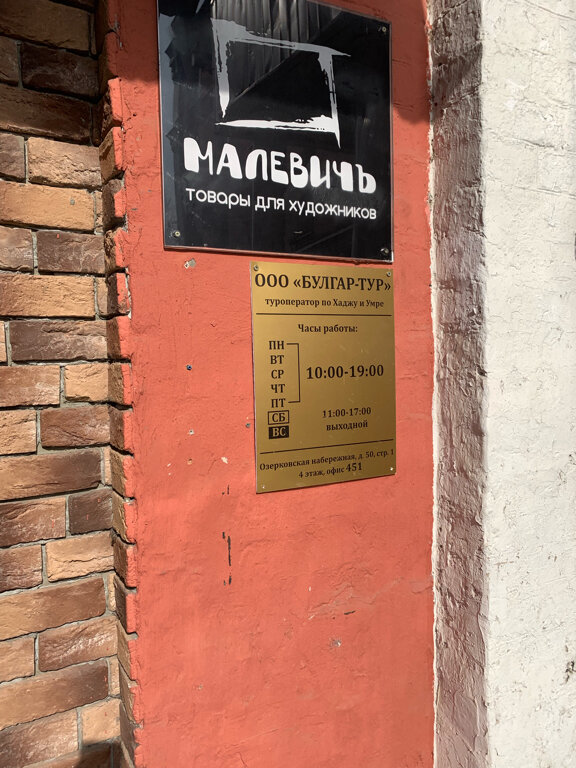 МАЛЕВИЧЪ
товары для художников
ООО «БУЛГАР-ТУР»
туроператор по Хаджу и Умре
Часы работы:
ПН
ВТ
СР 10:00-19:00
ЧТ
ПТ
СБ 11:00-17:00
ВС выходной
Озерковская набережная, д. 50, стр. 1
4 этаж, офис 451